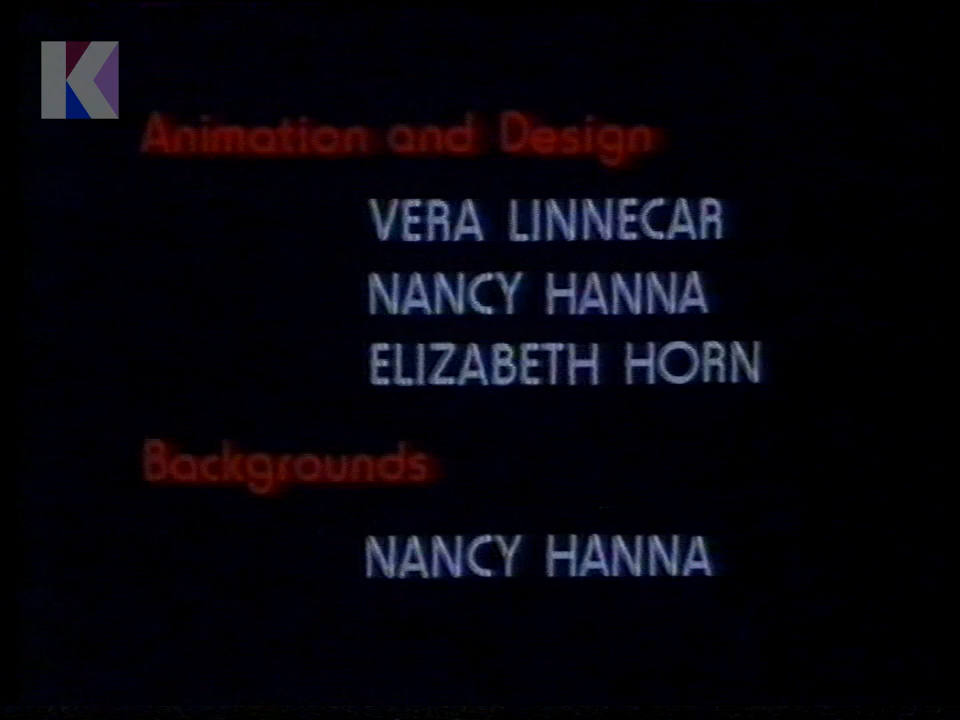 K
Animation and Design
VERA LINNECAR
NANCY HANNA
ELIZABETH HORN
Backgrounds
NANCY HANNA